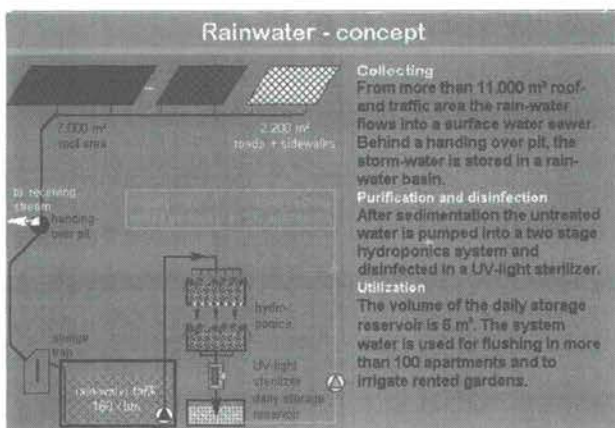 Rainwater - concept
Collecting
From more than 11.000 m² roof-
and traffic area the rain-water
flows into a surface water sewer.
Behind a handing over pit, the
storm-water is stored in a rain-
water basin.
Purification and disinfection
After sedimentation the untreated
water is pumped into a two stage
hydroponics system and
disinfected in a UV-light sterilizer.
Utilization
The volume of the daily storage
reservoir is 6 m³. The system
water is used for flushing in more
than 100 apartments and to
irrigate rented gardens.
7.000 m²
roof area
2.200 m²
roads + sidewalks
to receiving
stream
handing-
over pit
sludge
trap
rain-water tank
hydro-
ponics
UV-light
sterilizer
daily storage
reservoir